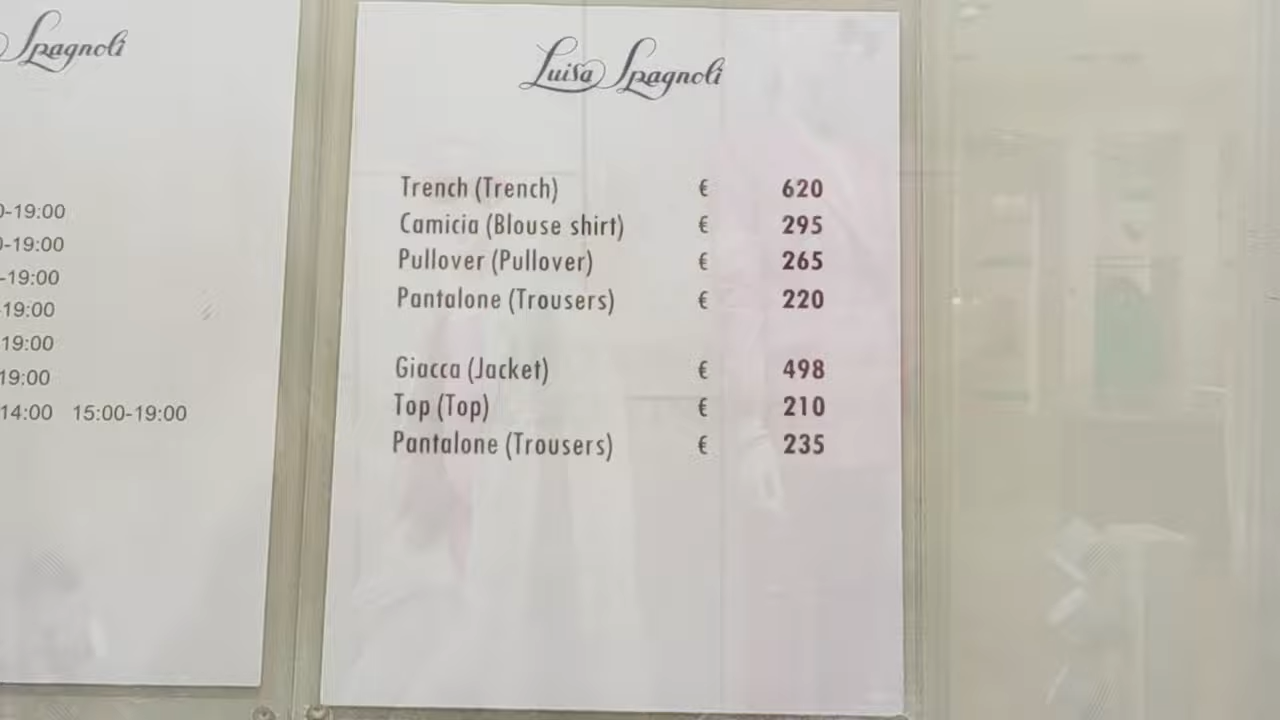 Spagnoli
0-19:00
0-19:00
-19:00
-19:00
19:00
19:00
14:00 15:00-19:00
Luisa Spagnoli
Trench (Trench) € 620
Camicia (Blouse shirt) € 295
Pullover (Pullover) € 265
Pantalone (Trousers) € 220
Giacca (Jacket) € 498
Top (Top) € 210
Pantalone (Trousers) € 235